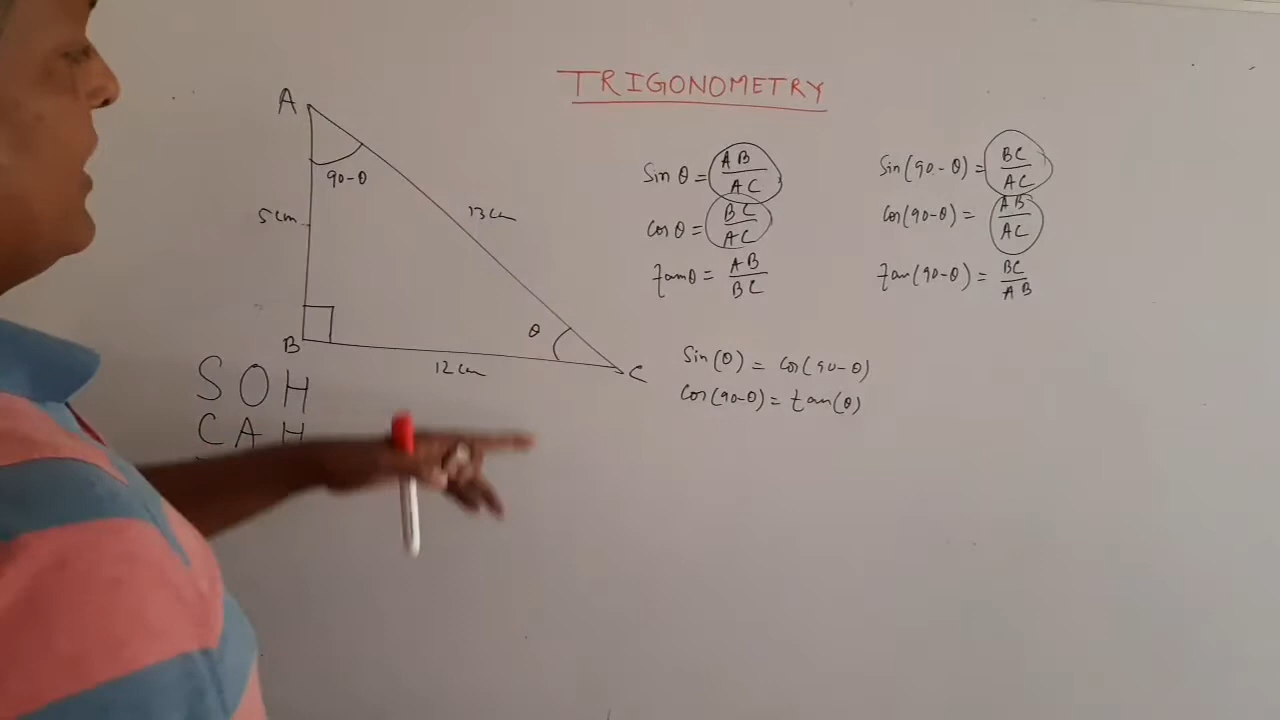 TRIGONOMETRY
A
90-θ
5cm
13cm
B
θ
12cm
C
SOH
CAH
Sin θ = AB/AC
Cos θ = BC/AC
tan θ = AB/BC
Sin(90-θ) = BC/AC
Cos(90-θ) = AB/AC
tan(90-θ) = BC/AB
Sin(θ) = Cos(90-θ)
Cos(90-θ) = tan(θ)